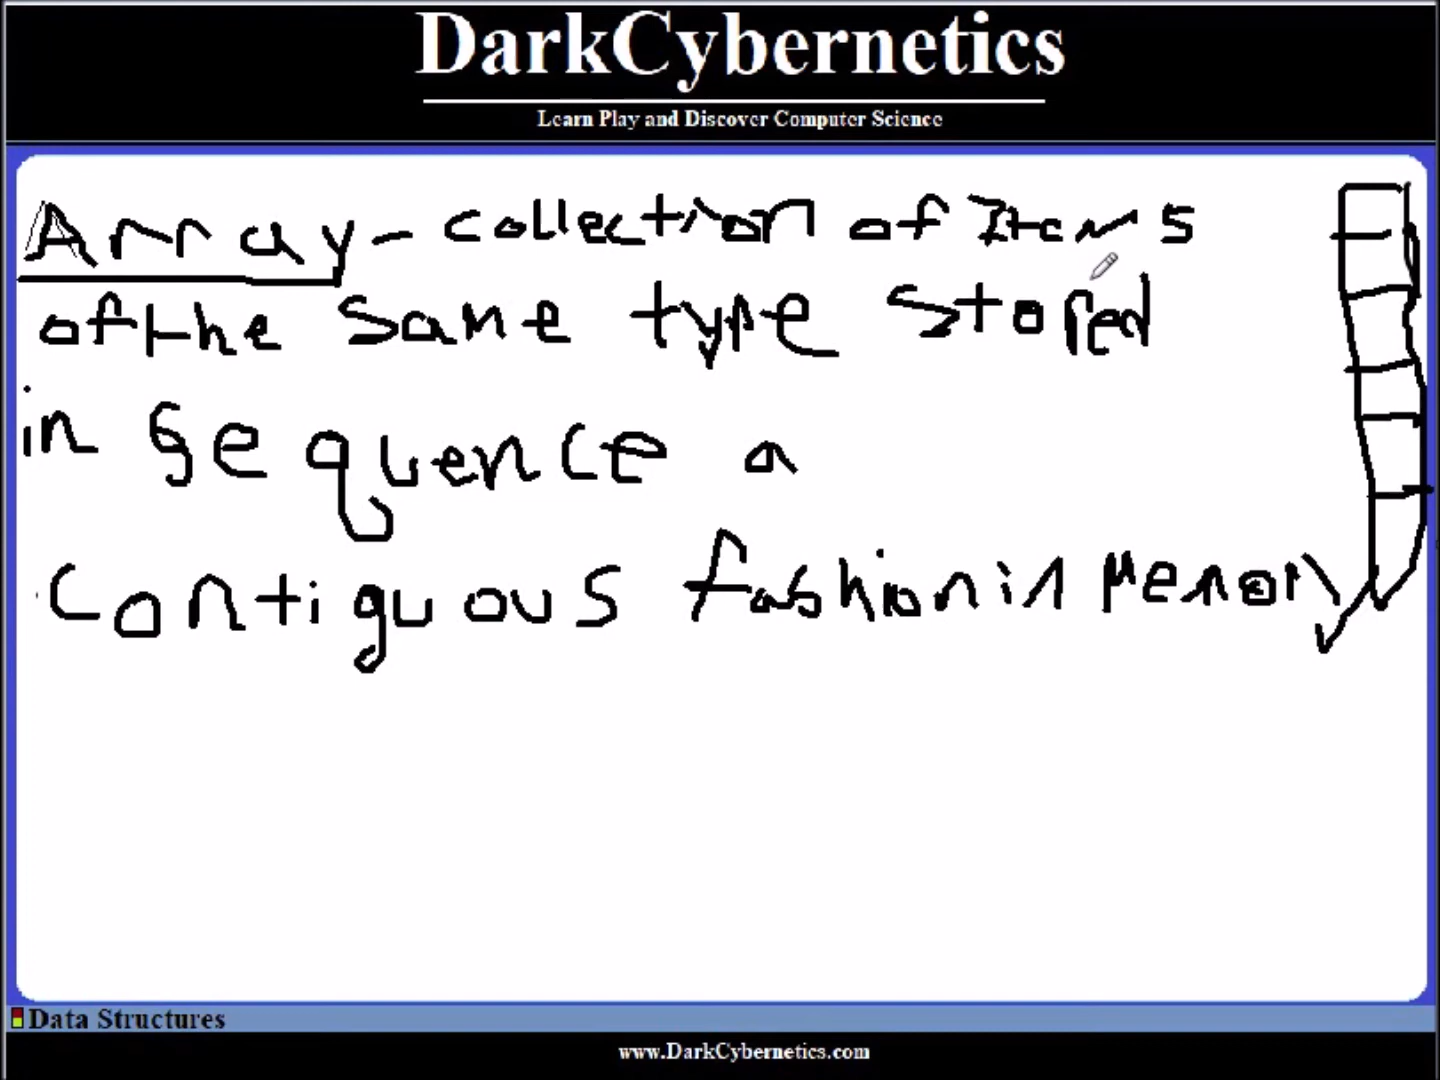 DarkCybernetics
Learn Play and Discover Computer Science
Array - collection of Items
of the same type stored
in sequence a
contiguous fashion in Memory
Data Structures
www.DarkCybernetics.com